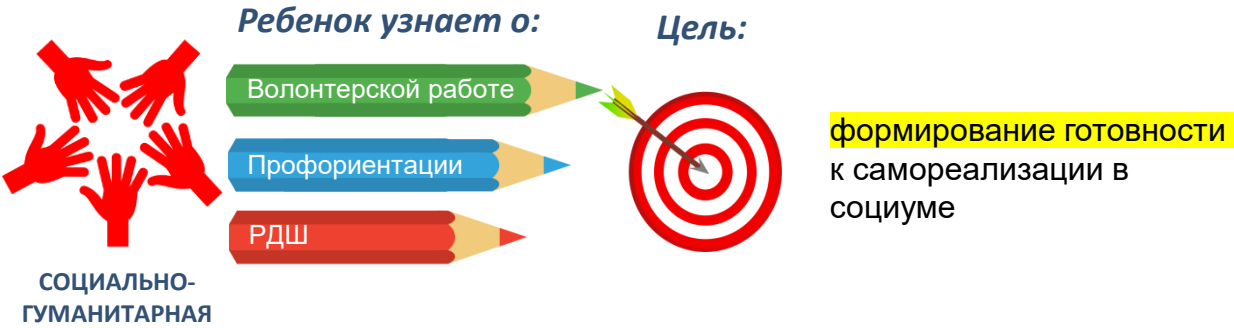 Ребенок узнает о:
Цель:
Волонтерской работе
Профориентации
РДШ
формирование готовности
к самореализации в
социуме
СОЦИАЛЬНО-
ГУМАНИТАРНАЯ